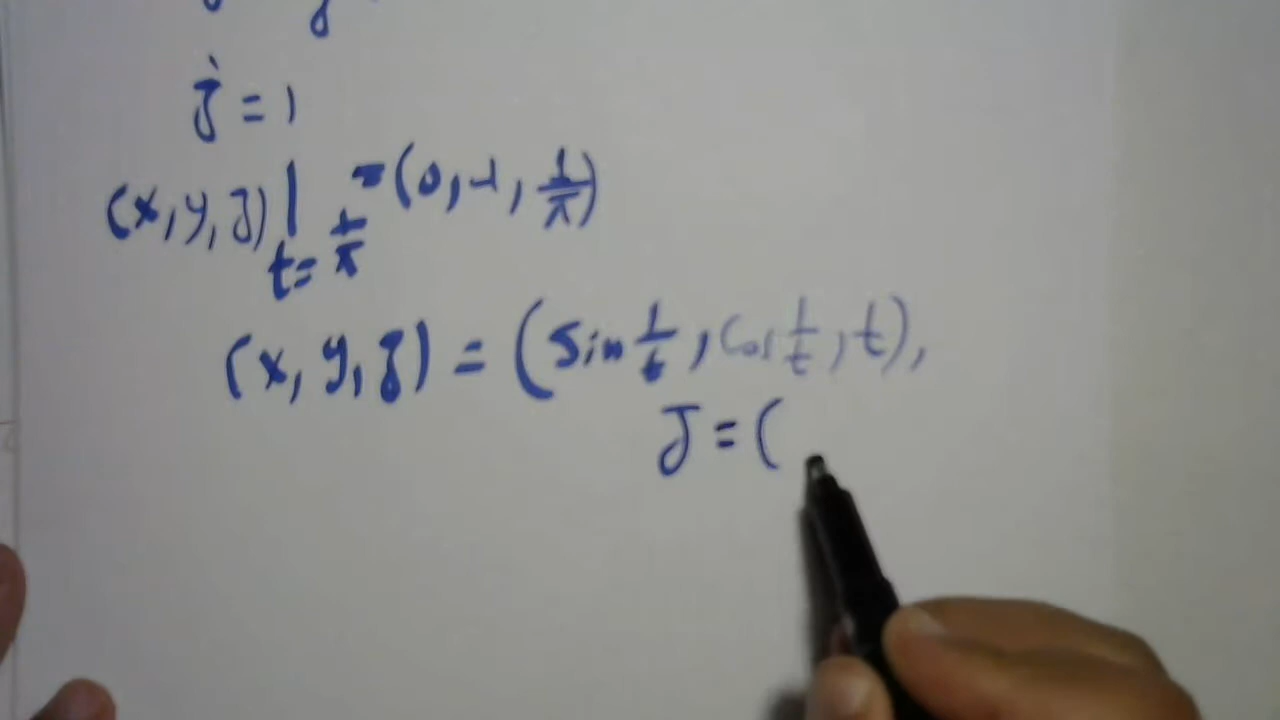 ż = 1
(x, y, z)|t=1/π = (0, -1, 1/π)
(x, y, z) = (sin 1/t, cos 1/t, t),
J = (